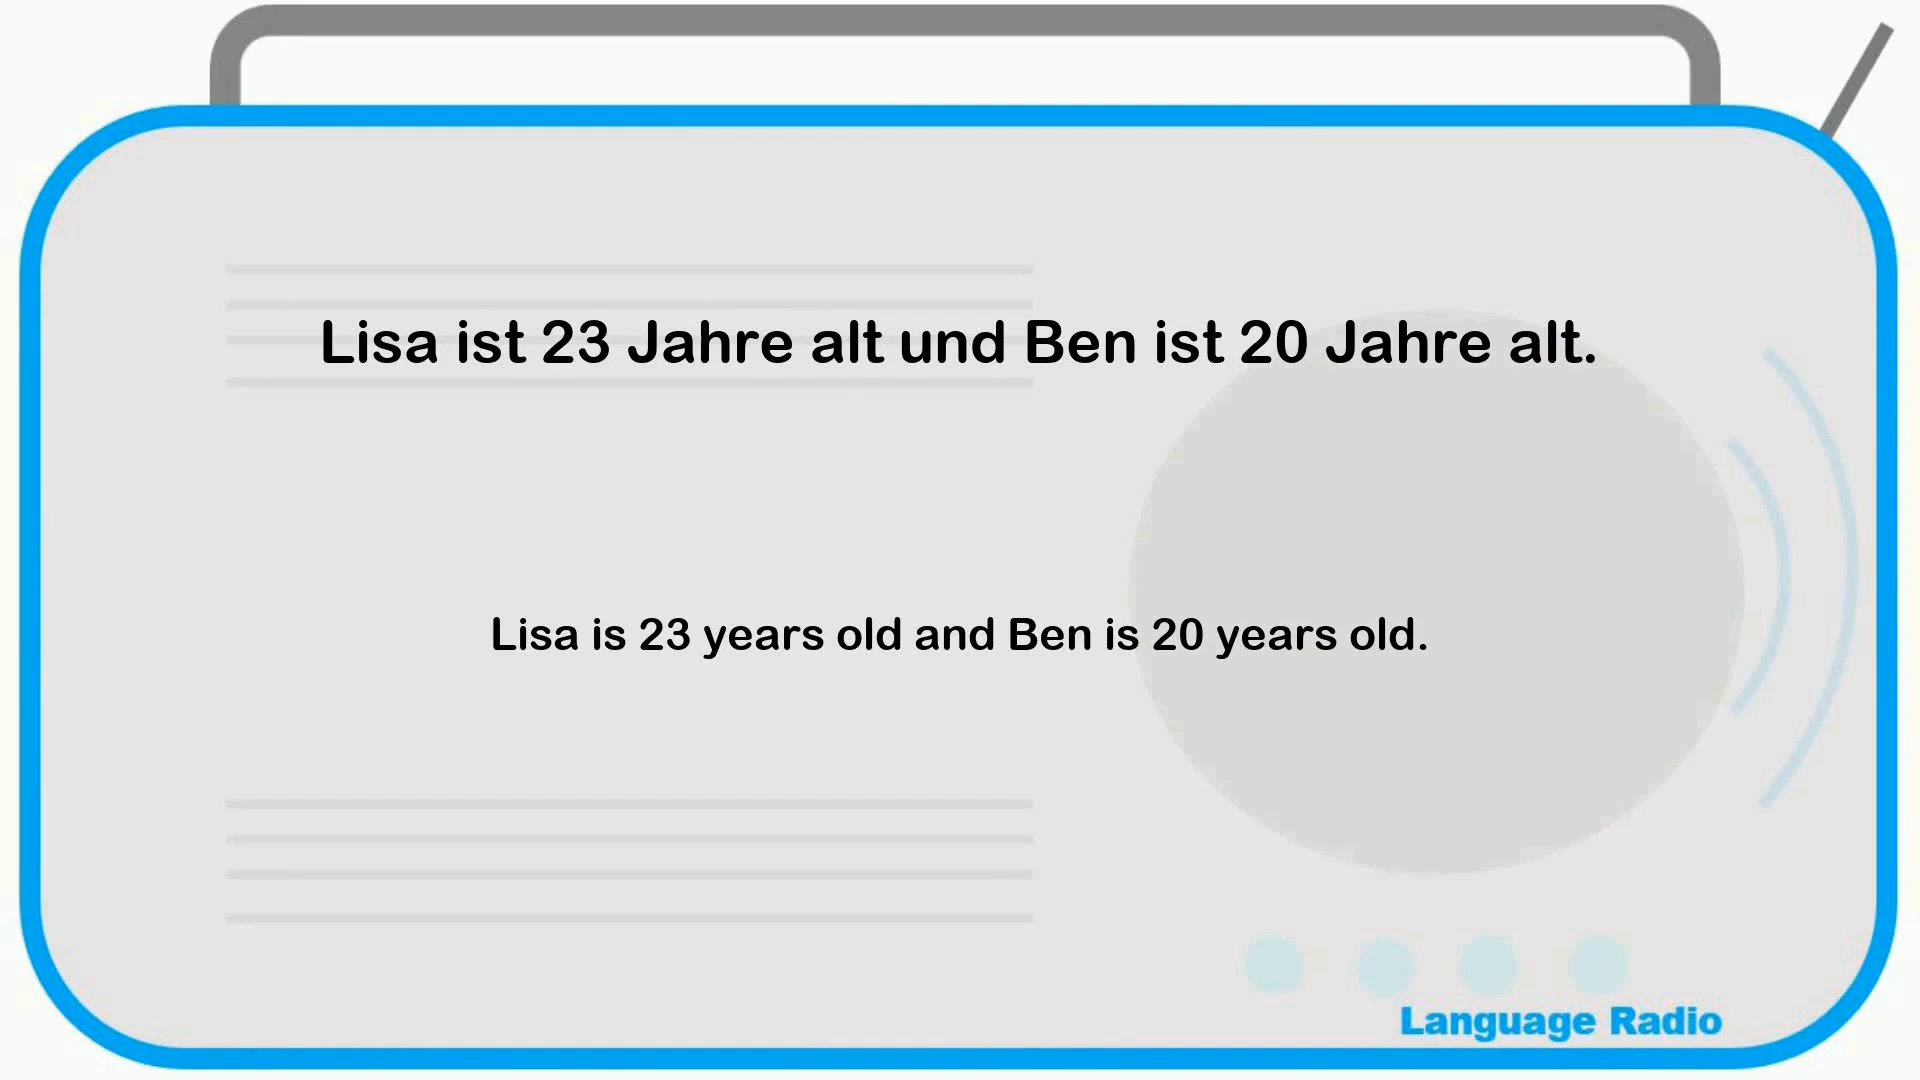 Lisa ist 23 Jahre alt und Ben ist 20 Jahre alt.
Lisa is 23 years old and Ben is 20 years old.
Language Radio